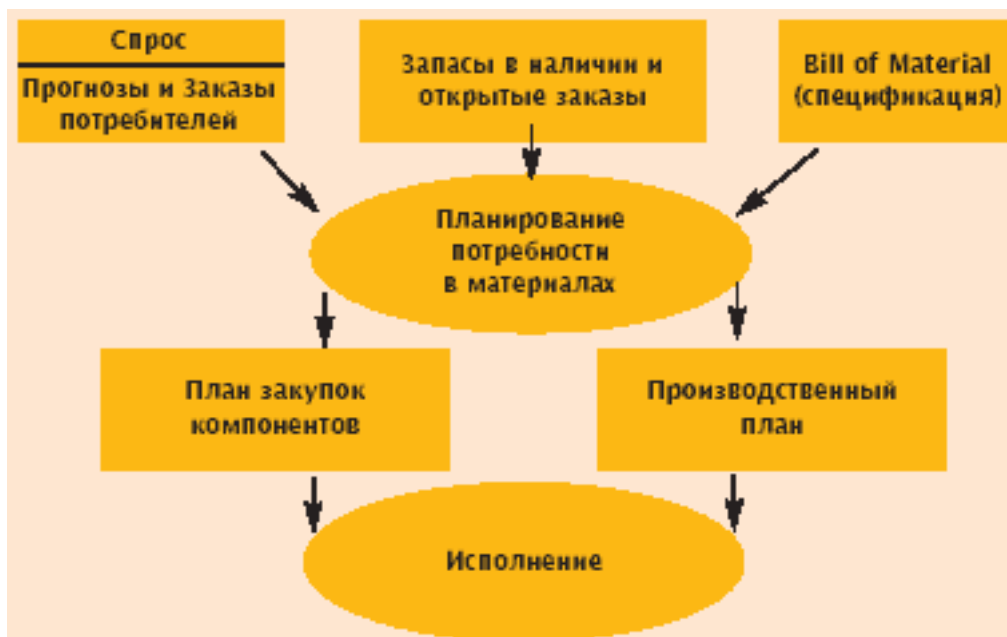 Спрос
Прогнозы и Заказы
потребителей
Запасы в наличии и
открытые заказы
Bill of Material
(спецификация)
Планирование
потребности
в материалах
План закупок
компонентов
Производственный
план
Исполнение